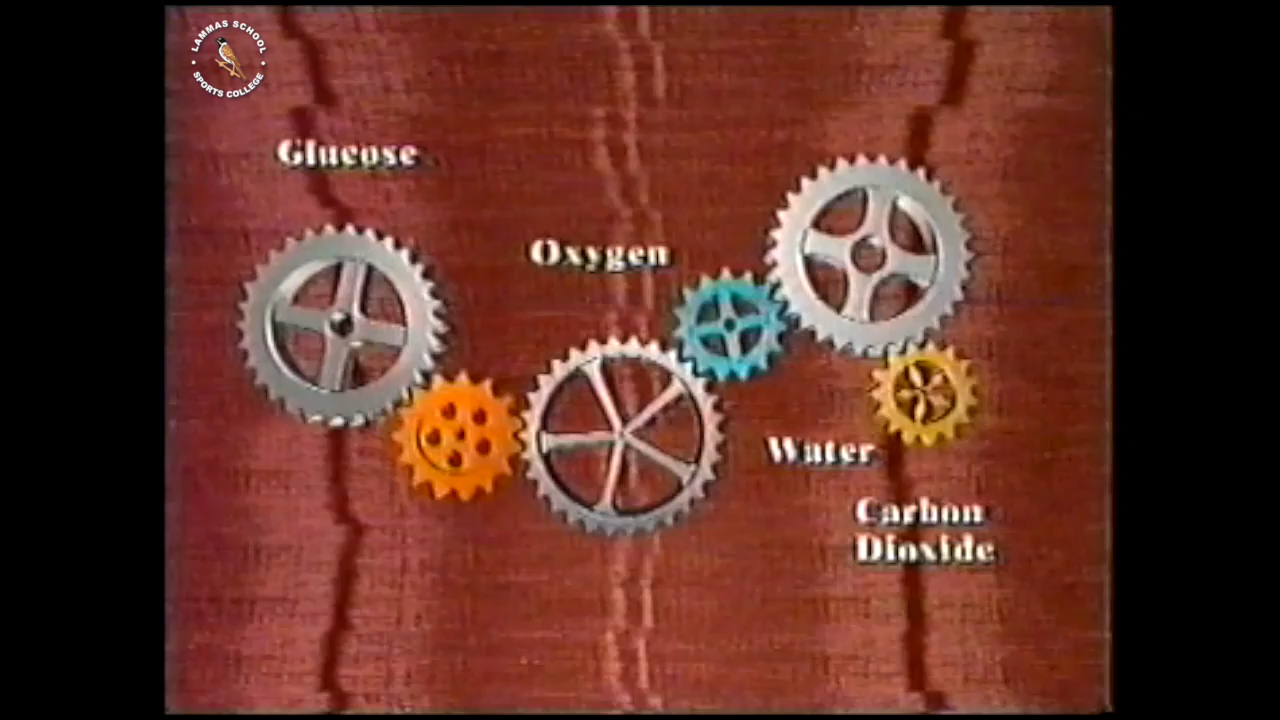 LAMMAS SCHOOL
SPORTS COLLEGE
Glucose
Oxygen
Water
Carbon
Dioxide